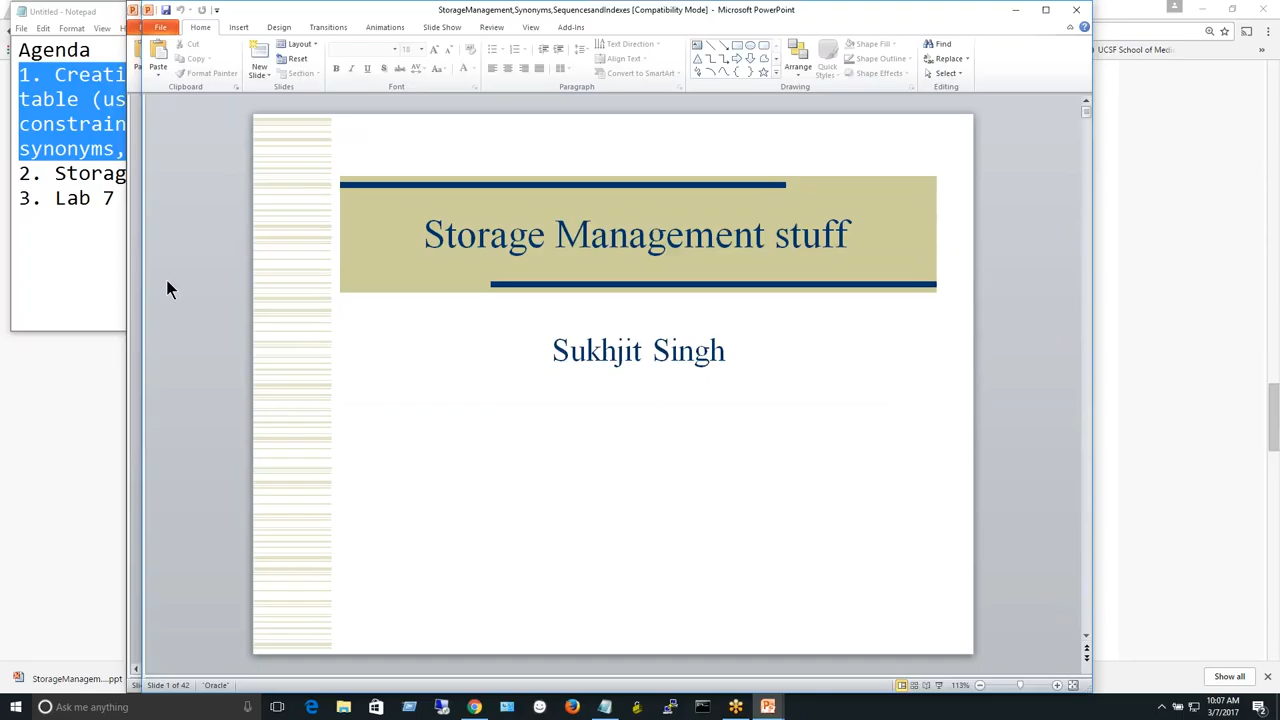 Untitled - Notepad
File Edit Format View
Agenda
1. Creati
table (us
constrain
synonyms,
2. Storag
3. Lab 7
StorageManagement,Synonyms,SequencesandIndexes [Compatibility Mode] - Microsoft PowerPoint
File Home Insert Design Transitions Animations Slide Show Review View Add-Ins
Paste
Cut
Copy
Format Painter
Clipboard
New
Slide
Layout
Reset
Section
Slides
18
B I U S abc AV Aa A
Font
Text Direction
Align Text
Convert to SmartArt
Paragraph
Arrange
Quick
Styles
Shape Fill
Shape Outline
Shape Effects
Drawing
Find
Replace
Select
Editing
UCSF School of Medi
Storage Management stuff
Sukhjit Singh
StorageManagem....ppt
Slide 1 of 42
"Oracle"
113%
Show all
Ask me anything
10:07 AM
3/7/2017